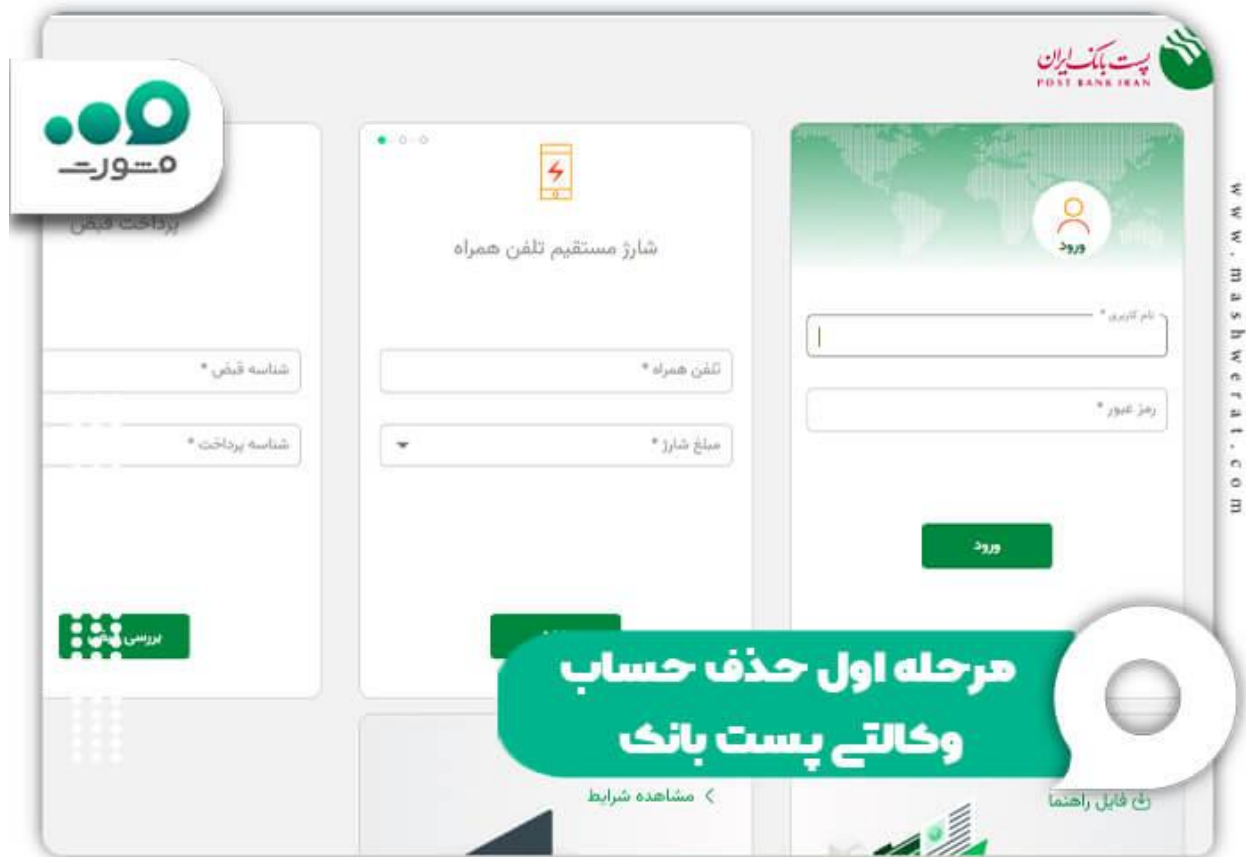 پست بانک ایران
POST BANK IRAN
مشورت
ورود
نام کاربری *
رمز عبور *
ورود
شارژ مستقیم تلفن همراه
تلفن همراه *
مبلغ شارژ *
پرداخت قبض
شناسه قبض *
شناسه پرداخت *
بررسی
مرحله اول حذف حساب
وکالتی پست بانک
فایل راهنما
مشاهده شرایط
www.mashwerat.com